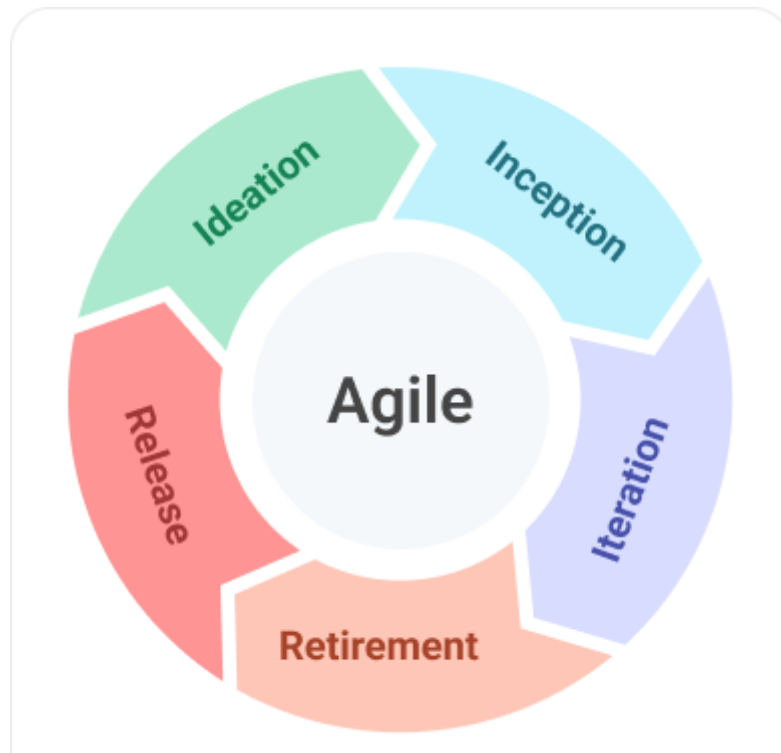 Ideation
Inception
Agile
Release
Iteration
Retirement